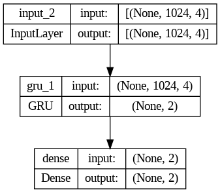 input_2 input: [(None, 1024, 4)]
InputLayer output: [(None, 1024, 4)]
gru_1 input: (None, 1024, 4)
GRU output: (None, 2)
dense input: (None, 2)
Dense output: (None, 2)